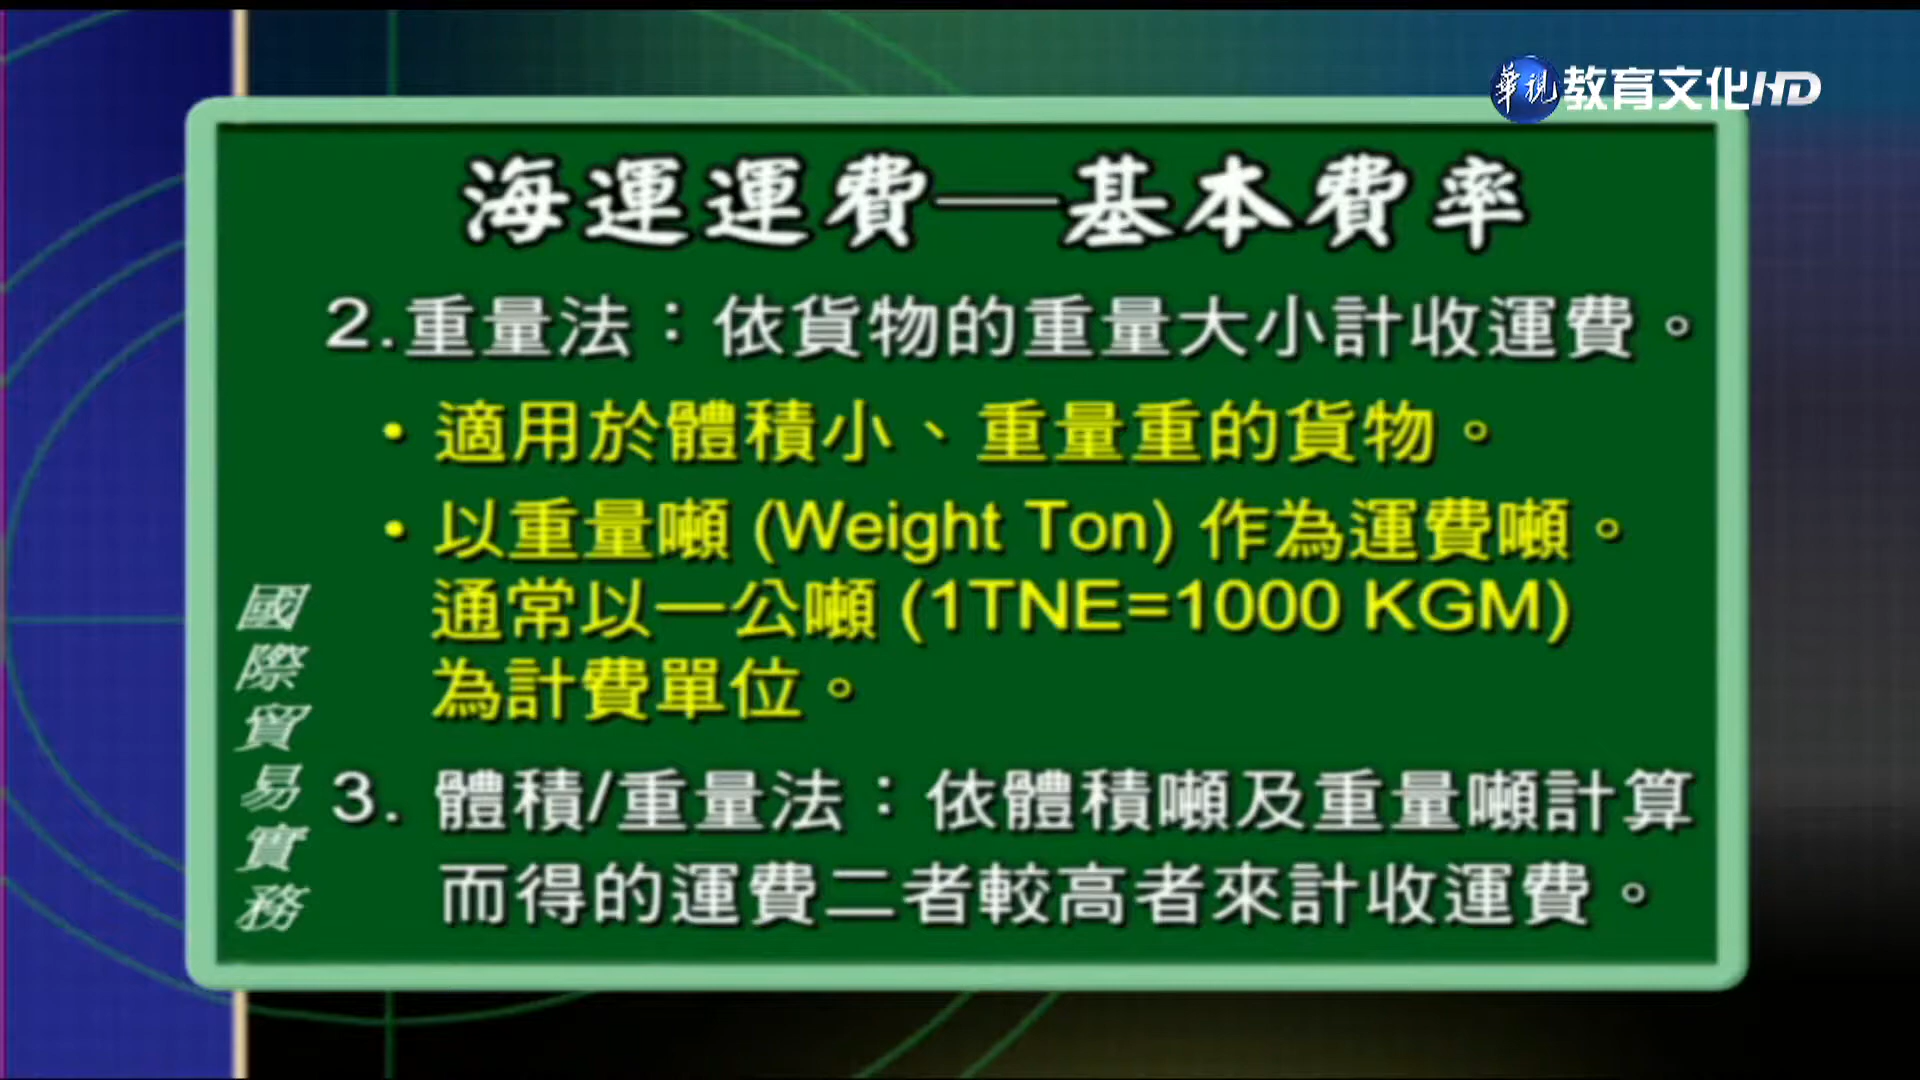 華視教育文化HD
海運運費──基本費率
2.重量法：依貨物的重量大小計收運費。
•適用於體積小、重量重的貨物。
•以重量噸 (Weight Ton) 作為運費噸。
通常以一公噸 (1TNE=1000 KGM)
為計費單位。
3. 體積/重量法：依體積噸及重量噸計算
而得的運費二者較高者來計收運費。
國際貿易實務